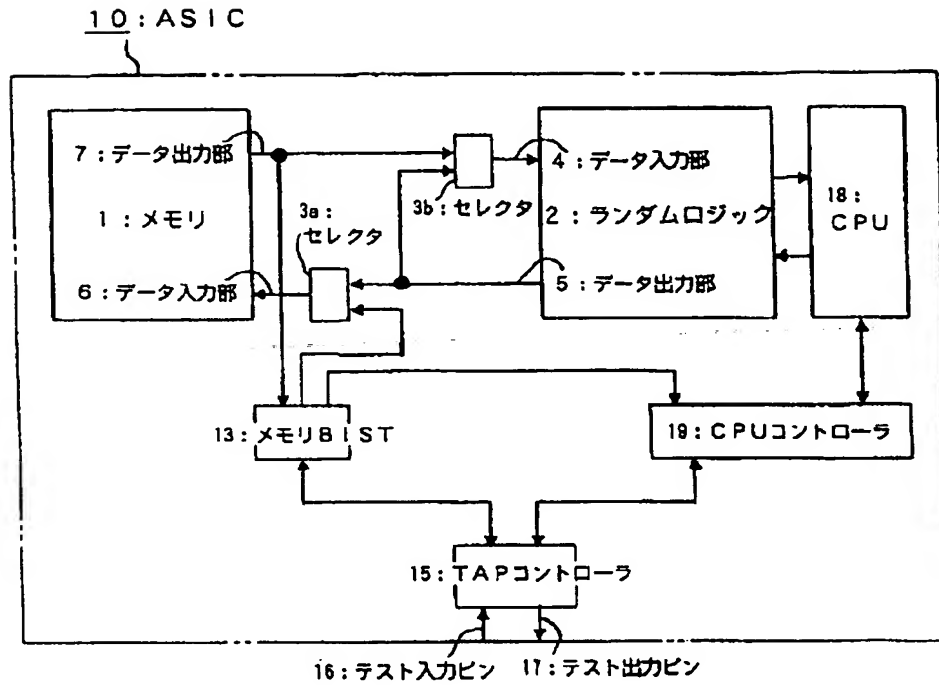 10:ASIC
7:データ出力部
1:メモリ
6:データ入力部
3a:
セレクタ
3b:セレクタ
4:データ入力部
2:ランダムロジック
5:データ出力部
18:
CPU
13:メモリBIST
19:CPUコントローラ
15:TAPコントローラ
16:テスト入力ピン
17:テスト出力ピン